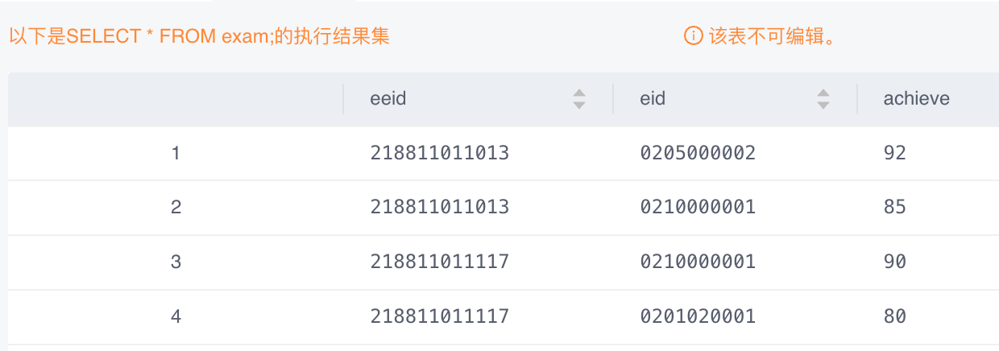 以下是SELECT * FROM exam;的执行结果集 该表不可编辑。
eeid eid achieve
1 218811011013 0205000002 92
2 218811011013 0210000001 85
3 218811011117 0210000001 90
4 218811011117 0201020001 80